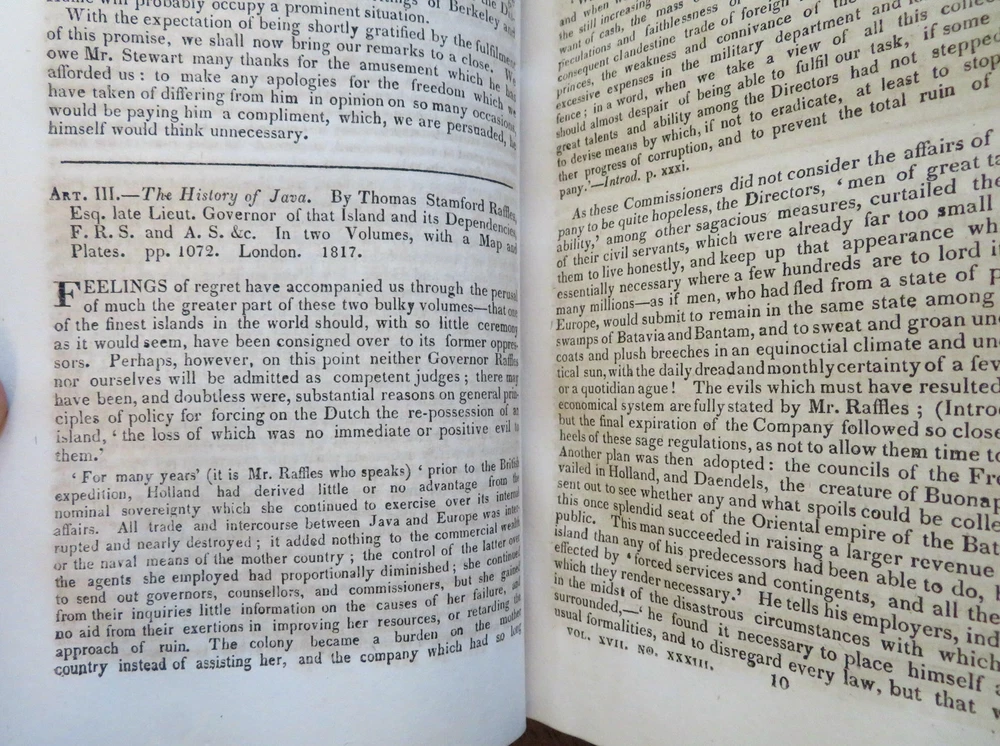 will probably occupy a prominent situation.
With the expectation of being shortly gratified by the fulfilment
of this promise, we shall now bring our remarks to a close. We
owe Mr. Stewart many thanks for the amusement which he has
afforded us: to make any apologies for the freedom which we
have taken of differing from him in opinion on so many occasions,
would be paying him a compliment, which, we are persuaded, he
himself would think unnecessary.
ART. III.—The History of Java. By Thomas Stamford Raffles,
Esq. late Lieut. Governor of that Island and its Dependencies,
F. R. S. and A. S. &c. In two Volumes, with a Map and
Plates. pp. 1072. London. 1817.
FEELINGS of regret have accompanied us through the perusal
of much the greater part of these two bulky volumes—that one
of the finest islands in the world should, with so little ceremony
as it would seem, have been consigned over to its former oppres-
sors. Perhaps, however, on this point neither Governor Raffles
nor ourselves will be admitted as competent judges; there may
have been, and doubtless were, substantial reasons on general prin-
ciples of policy for forcing on the Dutch the re-possession of an
island, ‘ the loss of which was no immediate or positive evil to
them.’
‘ For many years’ (it is Mr. Raffles who speaks) ‘ prior to the British
expedition, Holland had derived little or no advantage from the
nominal sovereignty which she continued to exercise over its internal
affairs. All trade and intercourse between Java and Europe was inter-
rupted and nearly destroyed; it added nothing to the commercial wealth
or the naval means of the mother country; the control of the latter over
the agents she employed had proportionally diminished; she continued
to send out governors, counsellors, and commissioners, but she gained
from their inquiries little information on the causes of her failure, and
no aid from their exertions in improving her resources, or retarding the
approach of ruin. The colony became a burden on the mother
country instead of assisting her, and the company which had so long
and when
the still increasing
want of cash, the mass
peculations and faithlessness of
consequent clandestine trade of foreign
princes, the weakness and connivance of the
excessive expenses in the military department and
fence; in a word, when we take a view of all this
should almost despair of being able to fulfil our task, if some
great talents and ability among the Directors had not stepped
to devise means by which, if not to eradicate, at least to stop
ther progress of corruption, and to prevent the total ruin of
pany.’—Introd. p. xxxi.
As these Commissioners did not consider the affairs of
pany to be quite hopeless, the Directors, ‘ men of great
ability,’ among other sagacious measures, curtailed the
of their civil servants, which were already far too small
them to live honestly, and keep up that appearance wh
essentially necessary where a few hundreds are to lord i
many millions—as if men, who had fled from a state of p
Europe, would submit to remain in the same state among
swamps of Batavia and Bantam, and to sweat and groan un
coats and plush breeches in an equinoctial climate and un
tical sun, with the daily dread and monthly certainty of a fev
or a quotidian ague! The evils which must have resulted
economical system are fully stated by Mr. Raffles; (Intro
but the final expiration of the Company followed so close
heels of these sage regulations, as not to allow them time to
Another plan was then adopted: the councils of the Fre
vailed in Holland, and Daendels, the creature of Buonap
sent out to see whether any and what spoils could be colle
this once splendid seat of the Oriental empire of the Bat
public. This man succeeded in raising a larger revenue
island than any of his predecessors had been able to do,
effected by ‘ forced services and contingents, and all the
which they render necessary.’ He tells his employers, ind
in the midst of the disastrous circumstances with which
surrounded,—‘ he found it necessary to place himself
usual formalities, and to disregard every law, but that w
VOL. XVII. NO. XXXIII.
10